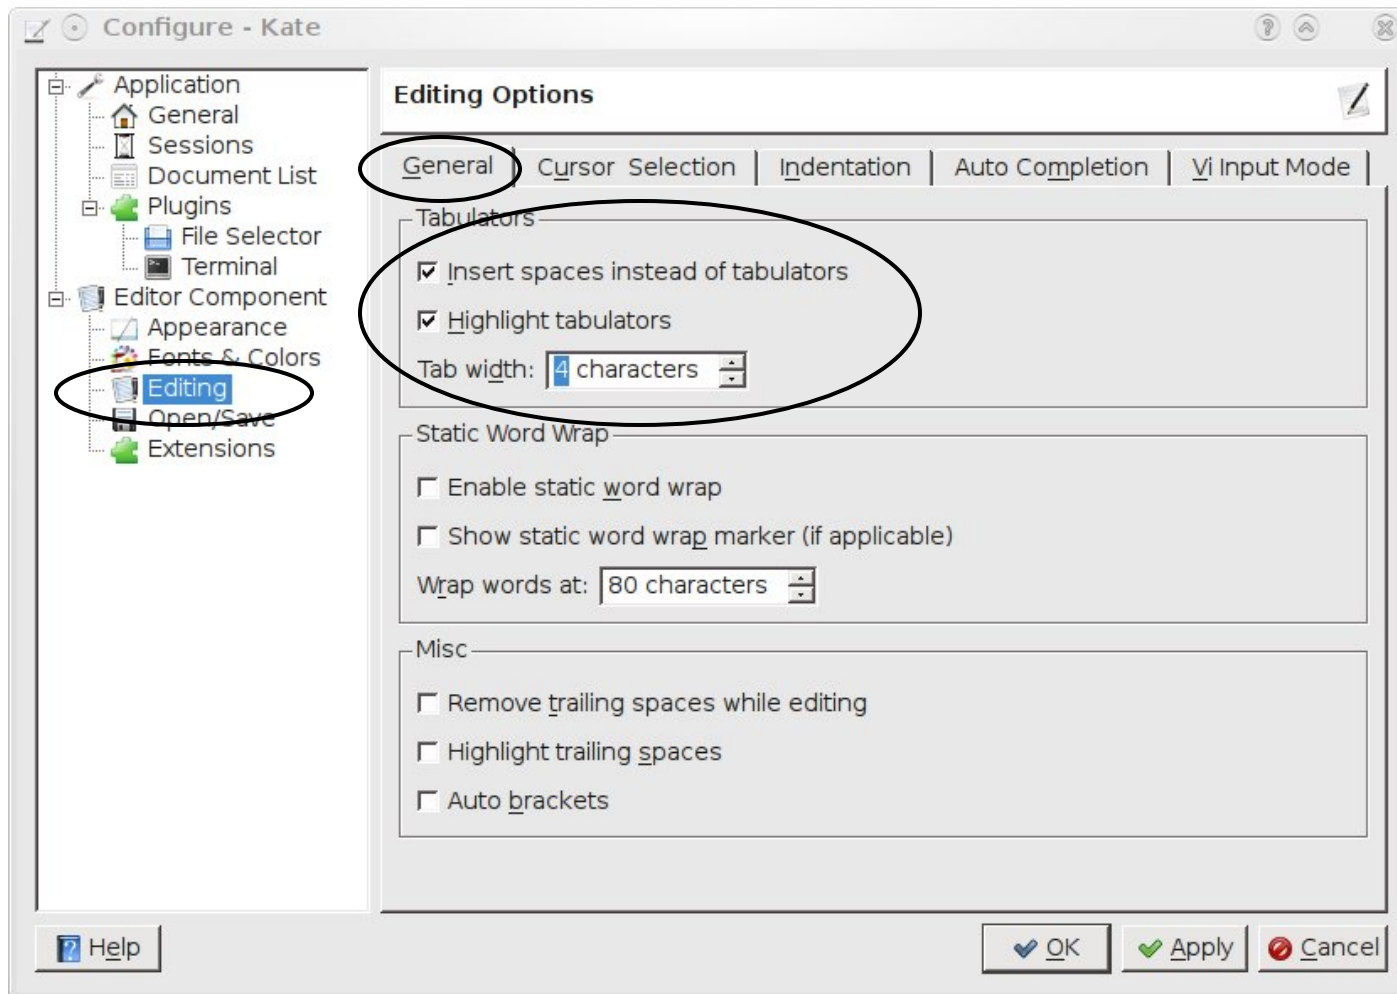 Configure - Kate
Application
General
Sessions
Document List
Plugins
File Selector
Terminal
Editor Component
Appearance
Fonts & Colors
Editing
Open/Save
Extensions
Editing Options
General
Cursor Selection
Indentation
Auto Completion
Vi Input Mode
Tabulators
Insert spaces instead of tabulators
Highlight tabulators
Tab width: 4 characters
Static Word Wrap
Enable static word wrap
Show static word wrap marker (if applicable)
Wrap words at: 80 characters
Misc
Remove trailing spaces while editing
Highlight trailing spaces
Auto brackets
Help
OK
Apply
Cancel